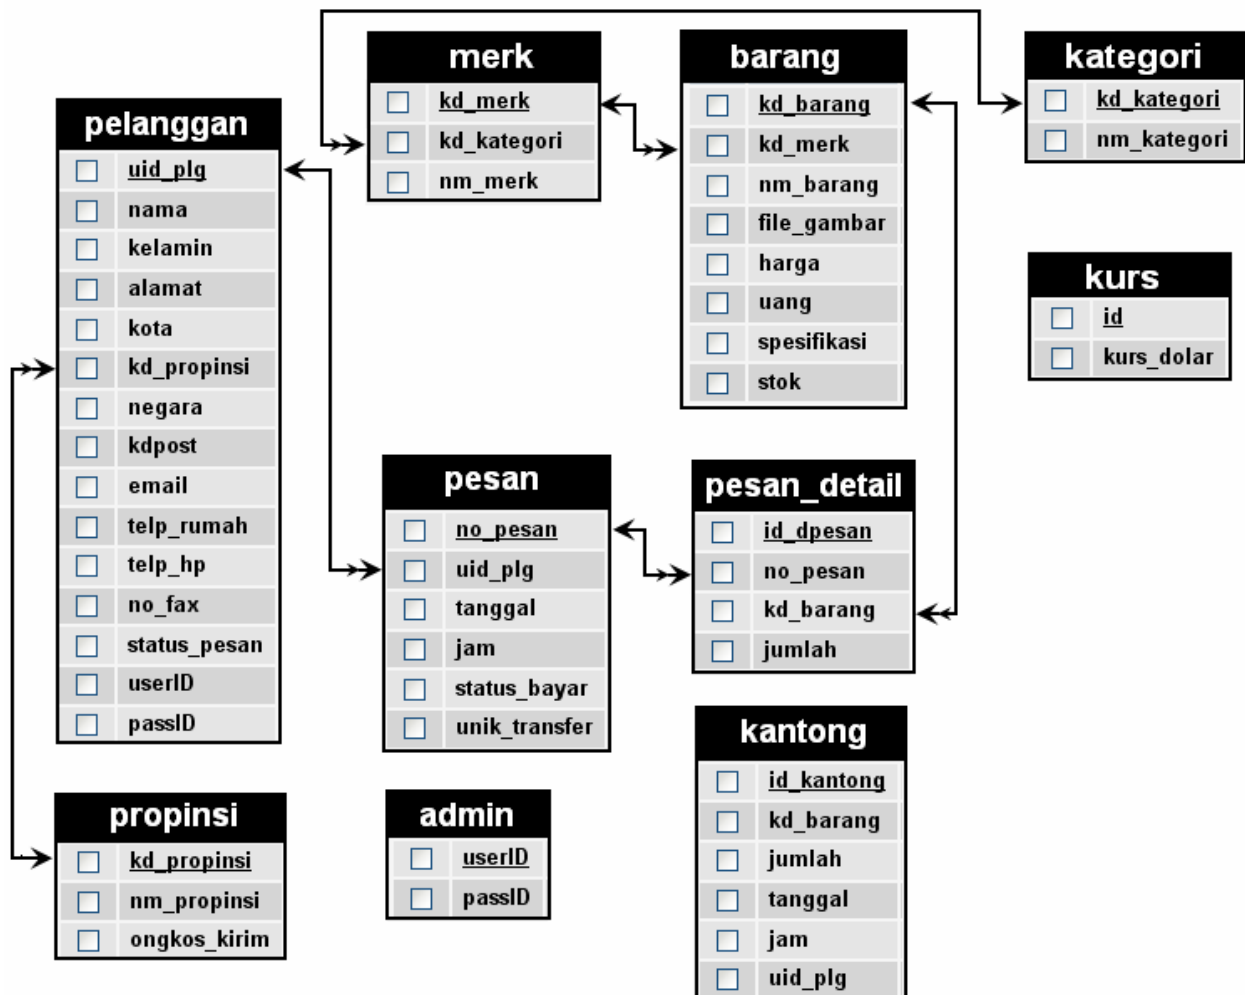 merk
kd_merk
kd_kategori
nm_merk
barang
kd_barang
kd_merk
nm_barang
file_gambar
harga
uang
spesifikasi
stok
kategori
kd_kategori
nm_kategori
pelanggan
uid_plg
nama
kelamin
alamat
kota
kd_propinsi
negara
kdpost
email
telp_rumah
telp_hp
no_fax
status_pesan
userID
passID
kurs
id
kurs_dolar
pesan
no_pesan
uid_plg
tanggal
jam
status_bayar
unik_transfer
pesan_detail
id_dpesan
no_pesan
kd_barang
jumlah
propinsi
kd_propinsi
nm_propinsi
ongkos_kirim
admin
userID
passID
kantong
id_kantong
kd_barang
jumlah
tanggal
jam
uid_plg